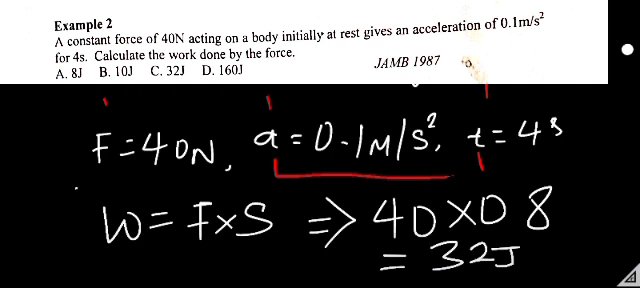 Example 2
A constant force of 40N acting on a body initially at rest gives an acceleration of 0.1m/s²
for 4s. Calculate the work done by the force.
A. 8J B. 10J C. 32J D. 160J JAMB 1987
F=40N, a=0.1M/S², t=4s
W=F×S ⇒ 40×0 8
= 32J